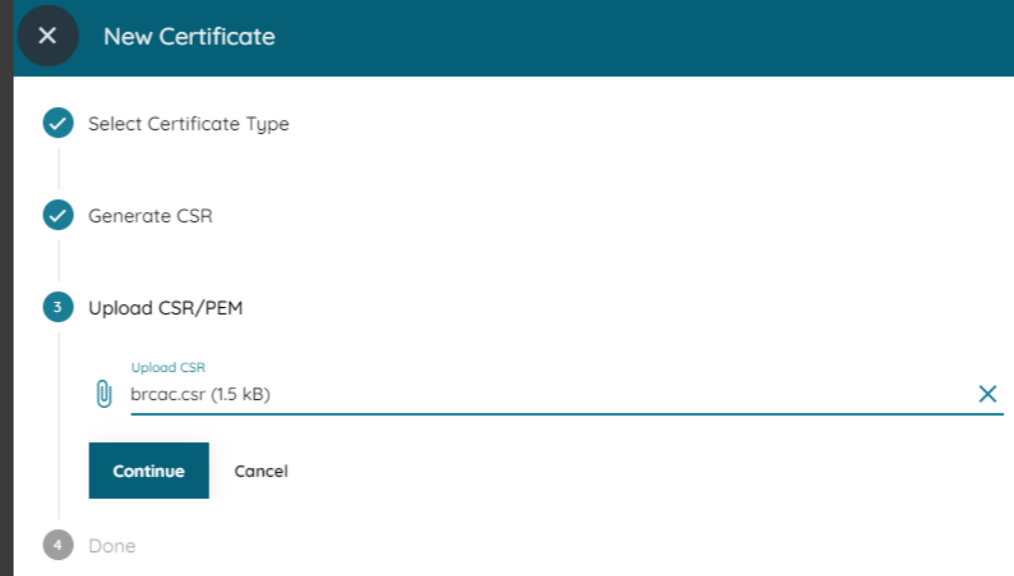 New Certificate
Select Certificate Type
Generate CSR
3 Upload CSR/PEM
Upload CSR
brcac.csr (1.5 kB)
Continue Cancel
4 Done